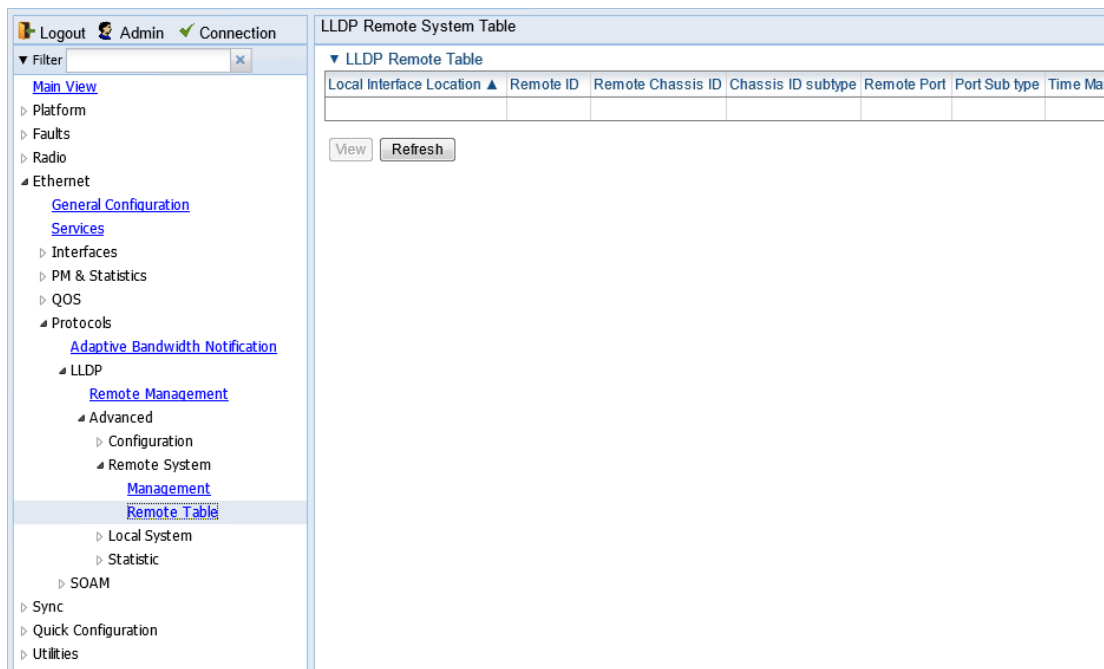 Logout Admin Connection
Filter
Main View
Platform
Faults
Radio
Ethernet
General Configuration
Services
Interfaces
PM & Statistics
QOS
Protocols
Adaptive Bandwidth Notification
LLDP
Remote Management
Advanced
Configuration
Remote System
Management
Remote Table
Local System
Statistic
SOAM
Sync
Quick Configuration
Utilities
LLDP Remote System Table
LLDP Remote Table
Local Interface Location ▲ Remote ID Remote Chassis ID Chassis ID subtype Remote Port Port Sub type Time Ma
View Refresh